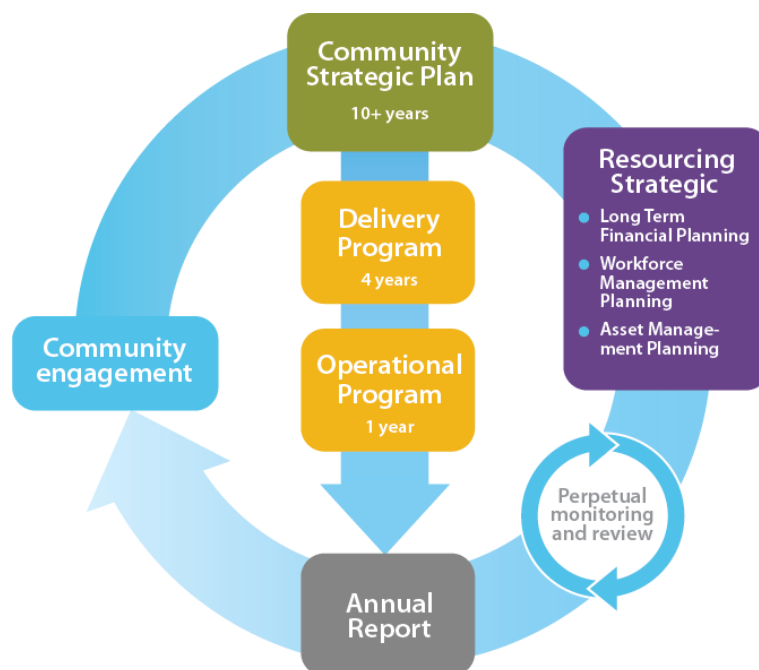 Community
Strategic Plan
10+ years
Delivery
Program
4 years
Operational
Program
1 year
Annual
Report
Resourcing
Strategic
Long Term
Financial Planning
Workforce
Management
Planning
Asset Manage-
ment Planning
Perpetual
monitoring
and review
Community
engagement